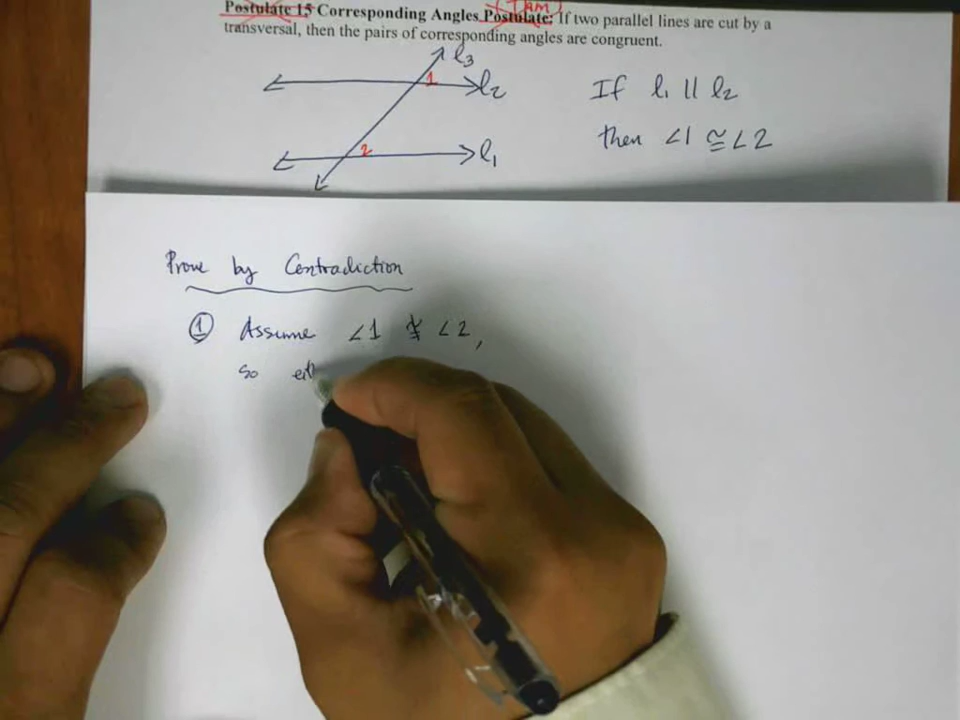 Postulate 15 Corresponding Angles Postulate: If two parallel lines are cut by a
transversal, then the pairs of corresponding angles are congruent.
l₃
1
l₂
If l₁ || l₂
then ∠1 ≅ ∠2
2
l₁
Prove by Contradiction
① Assume ∠1 ≇ ∠2,
so